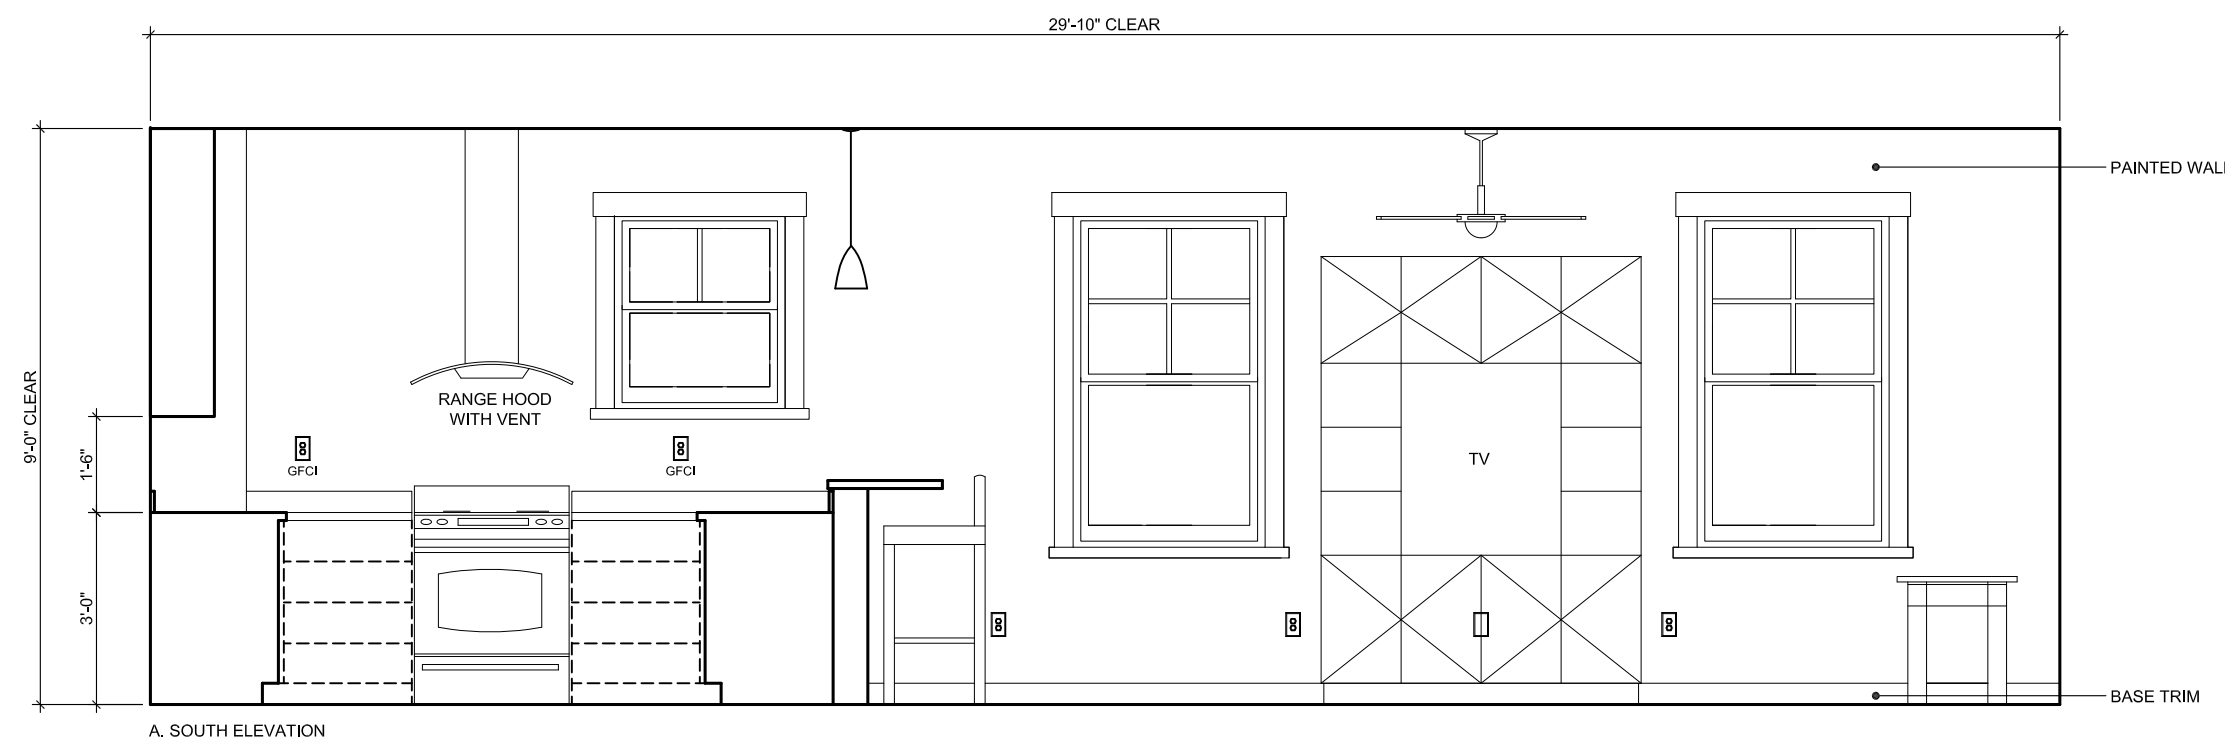 29'-10" CLEAR
PAINTED WALL
9'-0" CLEAR
RANGE HOOD
WITH VENT
1'-6"
GFCI
GFCI
TV
3'-0"
BASE TRIM
A. SOUTH ELEVATION